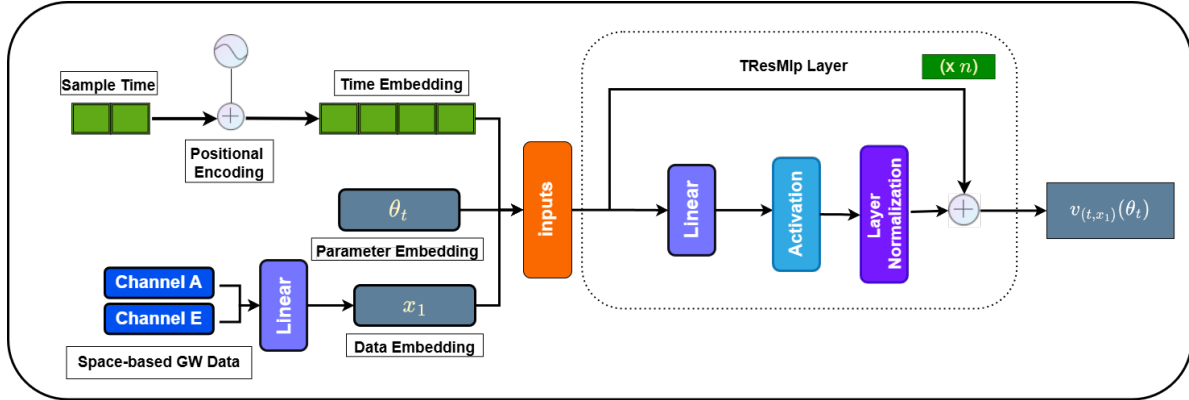 Sample Time
Positional
Encoding
Time Embedding
θ_t
Parameter Embedding
Channel A
Channel E
Space-based GW Data
Linear
x_1
Data Embedding
inputs
TResMlp Layer
(x n)
Linear
Activation
Layer
Normalization
v_{(t,x_1)}(θ_t)